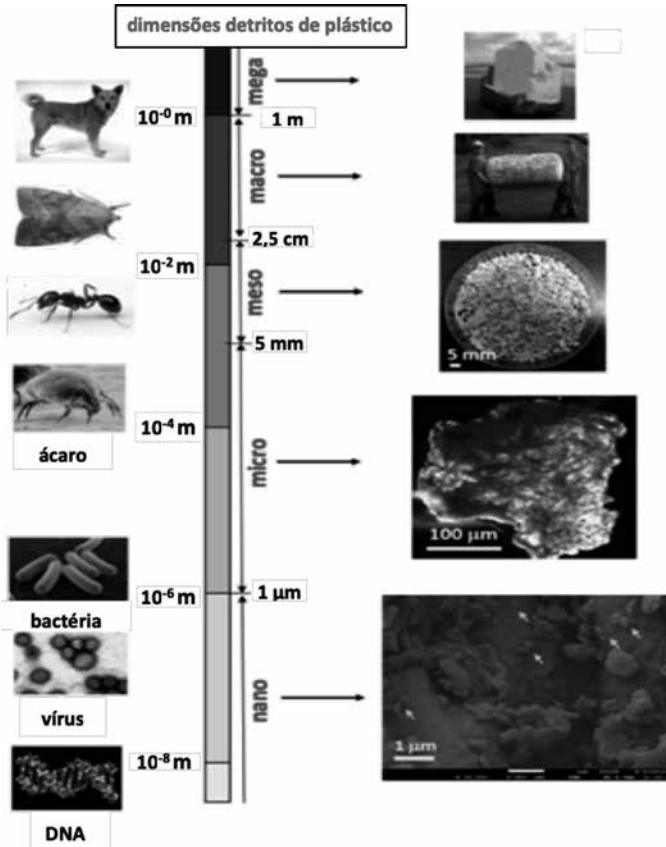 dimensões detritos de plástico
mega
10⁻⁰ m
1 m
macro
2,5 cm
10⁻² m
meso
5 mm
5 mm
10⁻⁴ m
ácaro
micro
100 µm
10⁻⁶ m
1 µm
bactéria
vírus
nano
1 µm
10⁻⁸ m
DNA